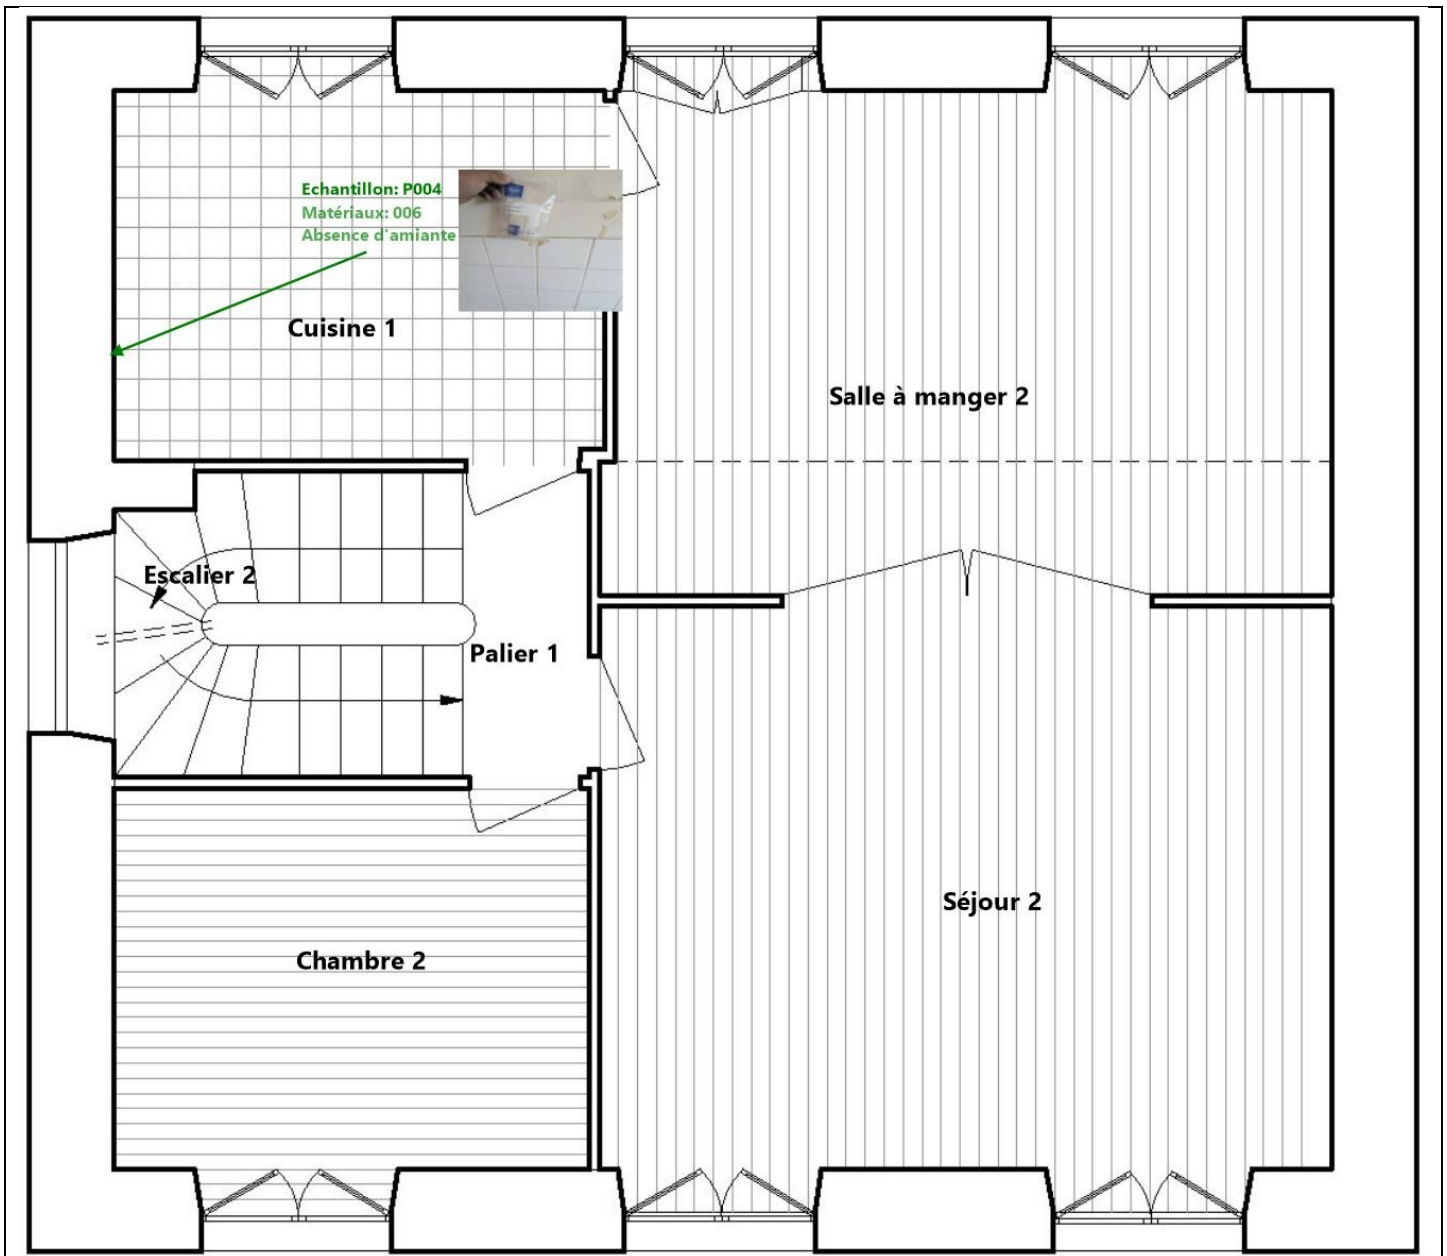 Echantillon: P004
Matériaux: 006
Absence d'amiante
Cuisine 1
Salle à manger 2
Escalier 2
Palier 1
Séjour 2
Chambre 2